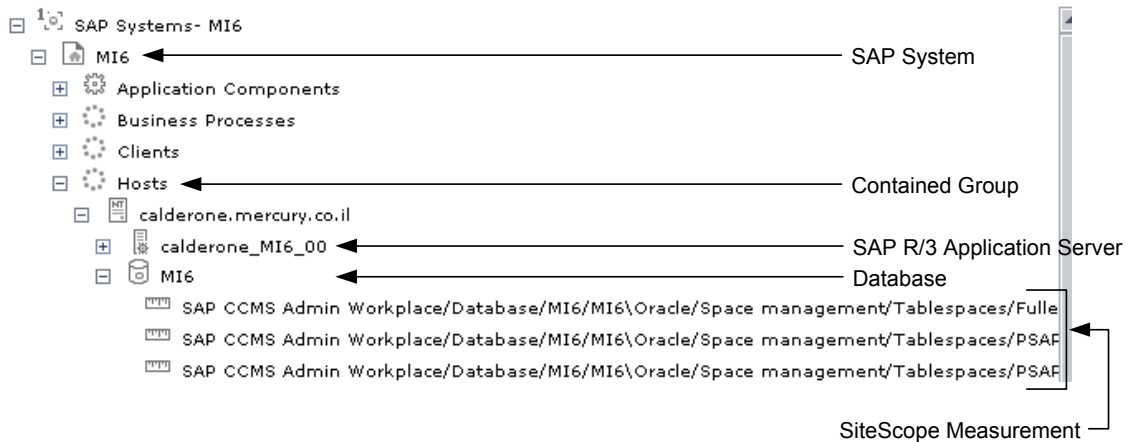 SAP Systems- MI6
MI6 SAP System
Application Components
Business Processes
Clients
Hosts Contained Group
calderone.mercury.co.il
calderone_MI6_00 SAP R/3 Application Server
MI6 Database
SAP CCMS Admin Workplace/Database/MI6/MI6\Oracle/Space management/Tablespaces/Fulle
SAP CCMS Admin Workplace/Database/MI6/MI6\Oracle/Space management/Tablespaces/PSAP
SAP CCMS Admin Workplace/Database/MI6/MI6\Oracle/Space management/Tablespaces/PSAP
SiteScope Measurement